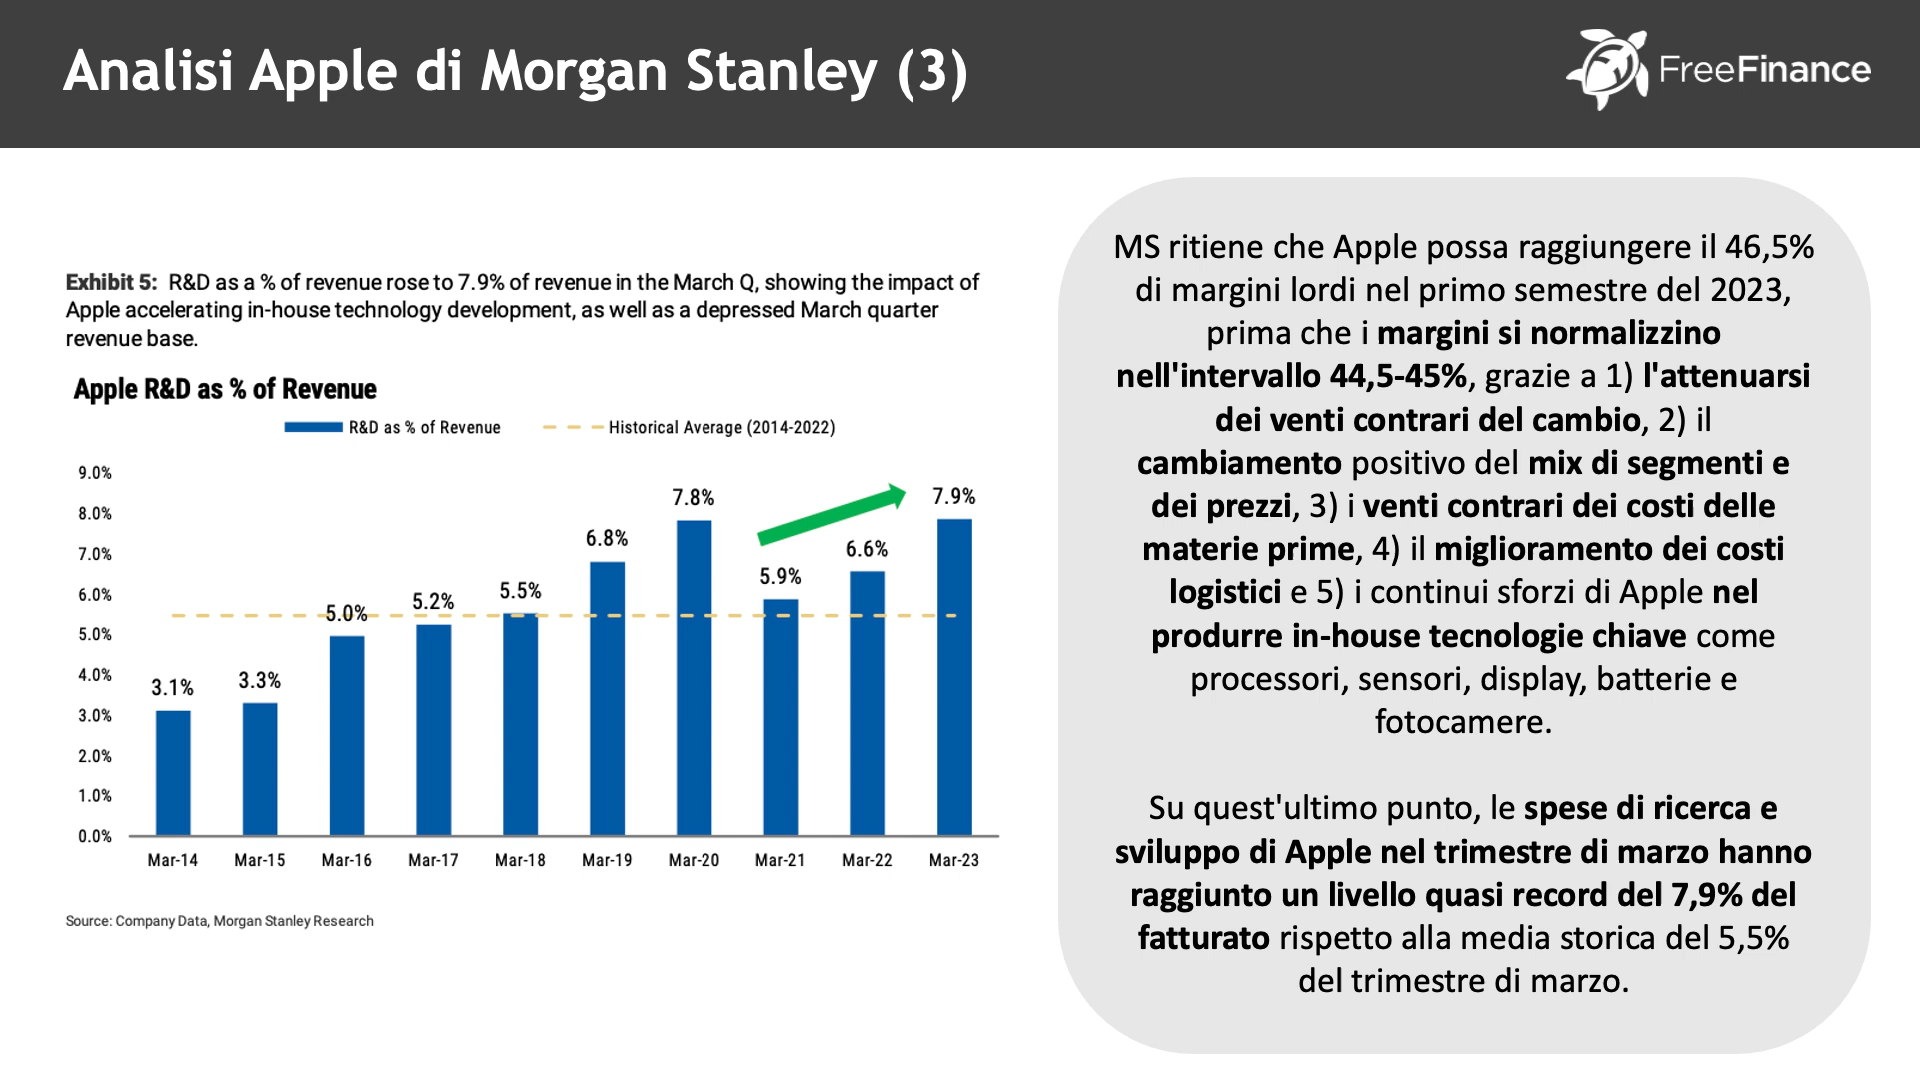 Analisi Apple di Morgan Stanley (3)
FreeFinance
Exhibit 5: R&D as a % of revenue rose to 7.9% of revenue in the March Q, showing the impact of
Apple accelerating in-house technology development, as well as a depressed March quarter
revenue base.
Apple R&D as % of Revenue
R&D as % of Revenue
Historical Average (2014-2022)
9.0%
8.0%
7.0%
6.0%
5.0%
4.0%
3.0%
2.0%
1.0%
0.0%
3.1%
3.3%
5.0%
5.2%
5.5%
6.8%
7.8%
5.9%
6.6%
7.9%
Mar-14
Mar-15
Mar-16
Mar-17
Mar-18
Mar-19
Mar-20
Mar-21
Mar-22
Mar-23
Source: Company Data, Morgan Stanley Research
MS ritiene che Apple possa raggiungere il 46,5%
di margini lordi nel primo semestre del 2023,
prima che i margini si normalizzino
nell'intervallo 44,5-45%, grazie a 1) l'attenuarsi
dei venti contrari del cambio, 2) il
cambiamento positivo del mix di segmenti e
dei prezzi, 3) i venti contrari dei costi delle
materie prime, 4) il miglioramento dei costi
logistici e 5) i continui sforzi di Apple nel
produrre in-house tecnologie chiave come
processori, sensori, display, batterie e
fotocamere.
Su quest'ultimo punto, le spese di ricerca e
sviluppo di Apple nel trimestre di marzo hanno
raggiunto un livello quasi record del 7,9% del
fatturato rispetto alla media storica del 5,5%
del trimestre di marzo.